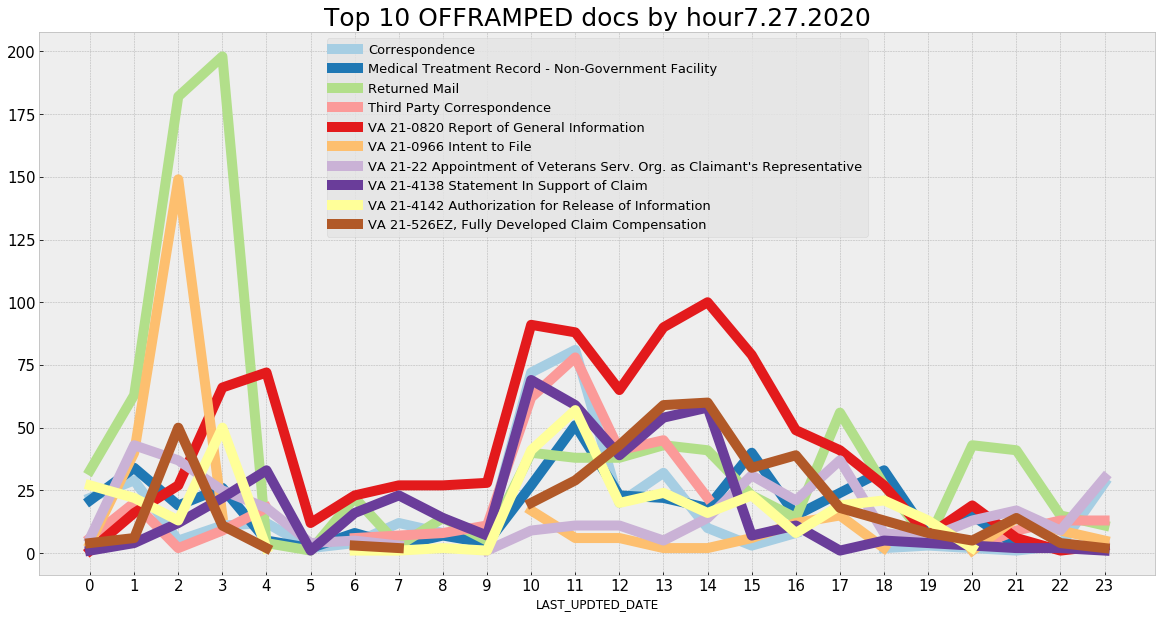 Top 10 OFFRAMPED docs by hour7.27.2020
Correspondence
Medical Treatment Record - Non-Government Facility
Returned Mail
Third Party Correspondence
VA 21-0820 Report of General Information
VA 21-0966 Intent to File
VA 21-22 Appointment of Veterans Serv. Org. as Claimant's Representative
VA 21-4138 Statement In Support of Claim
VA 21-4142 Authorization for Release of Information
VA 21-526EZ, Fully Developed Claim Compensation
200
175
150
125
100
75
50
25
0
0 1 2 3 4 5 6 7 8 9 10 11 12 13 14 15 16 17 18 19 20 21 22 23
LAST_UPDTED_DATE